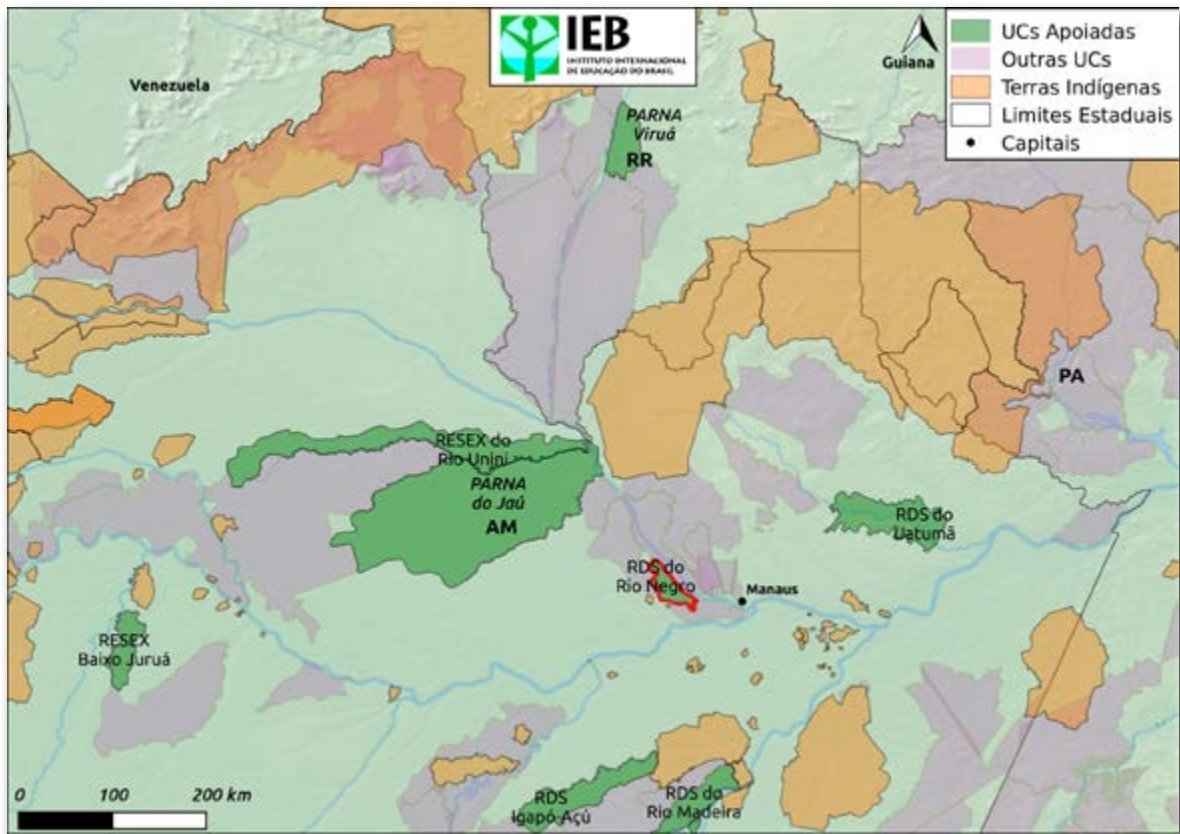 IEB
INSTITUTO INTERNACIONAL
DE EDUCAÇÃO DO BRASIL
UCs Apoiadas
Outras UCs
Terras Indígenas
Limites Estaduais
Capitais
Venezuela
Guiana
PARNA
Viruá
RR
PA
RESEX do
Rio Unini
PARNA
do Jaú
AM
RDS do
Uatumã
RDS do
Rio Negro
Manaus
RESEX
Baixo Juruá
RDS
Igapó-Açú
RDS do
Rio Madeira
0 100 200 km